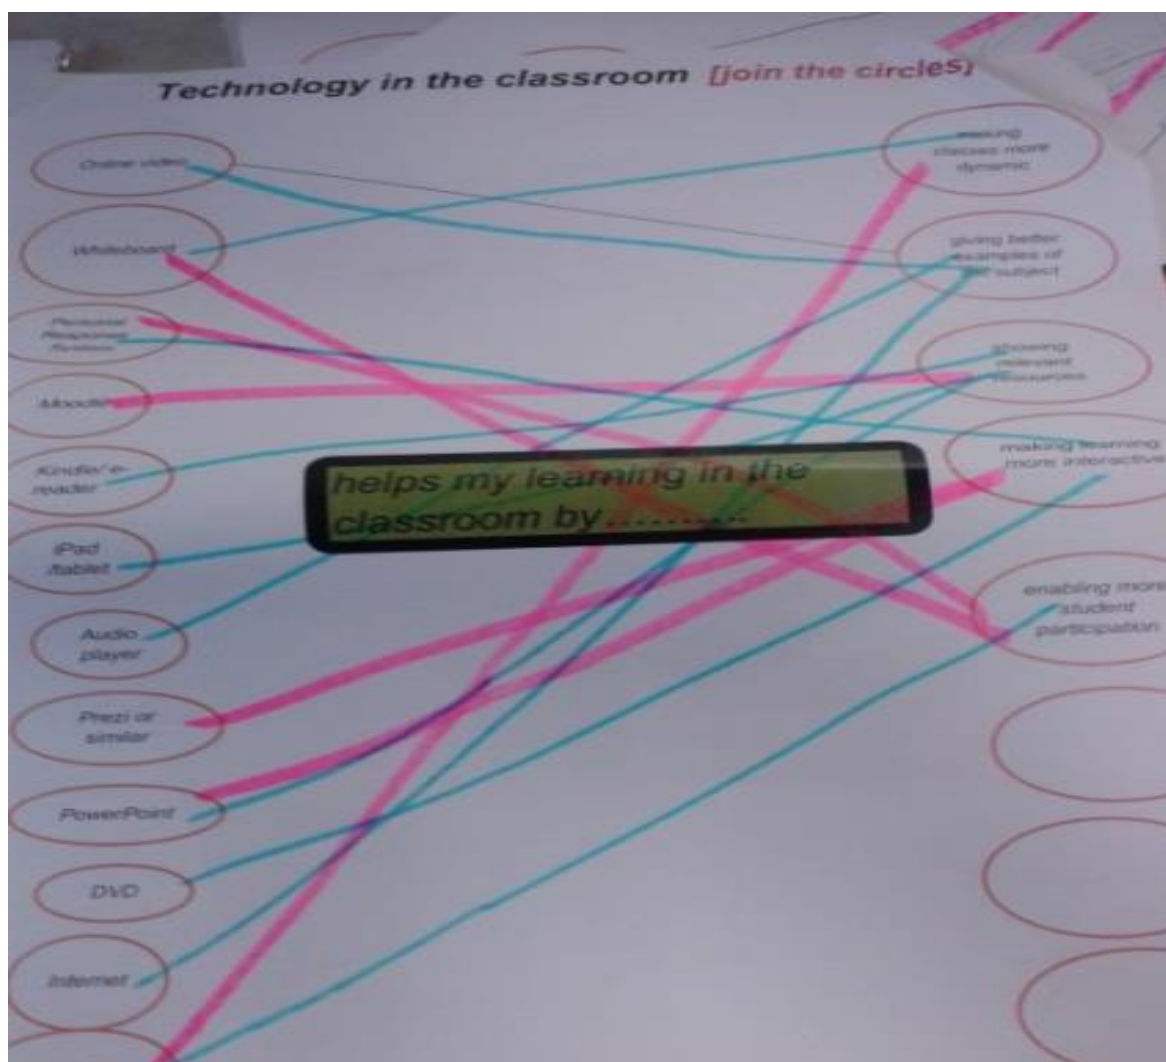 Technology in the classroom [join the circles)
Online video
Whiteboard
Personal
Response
System
Moodle
Kindle/ e-
reader
iPad
/tablet
Audio
player
Prezi or
similar
PowerPoint
DVD
Internet
helps my learning in the
classroom by..........
making
classes more
dynamic
giving better
examples of
subject
showing
relevant
resources
making learning
more interactive
enabling more
student
participation